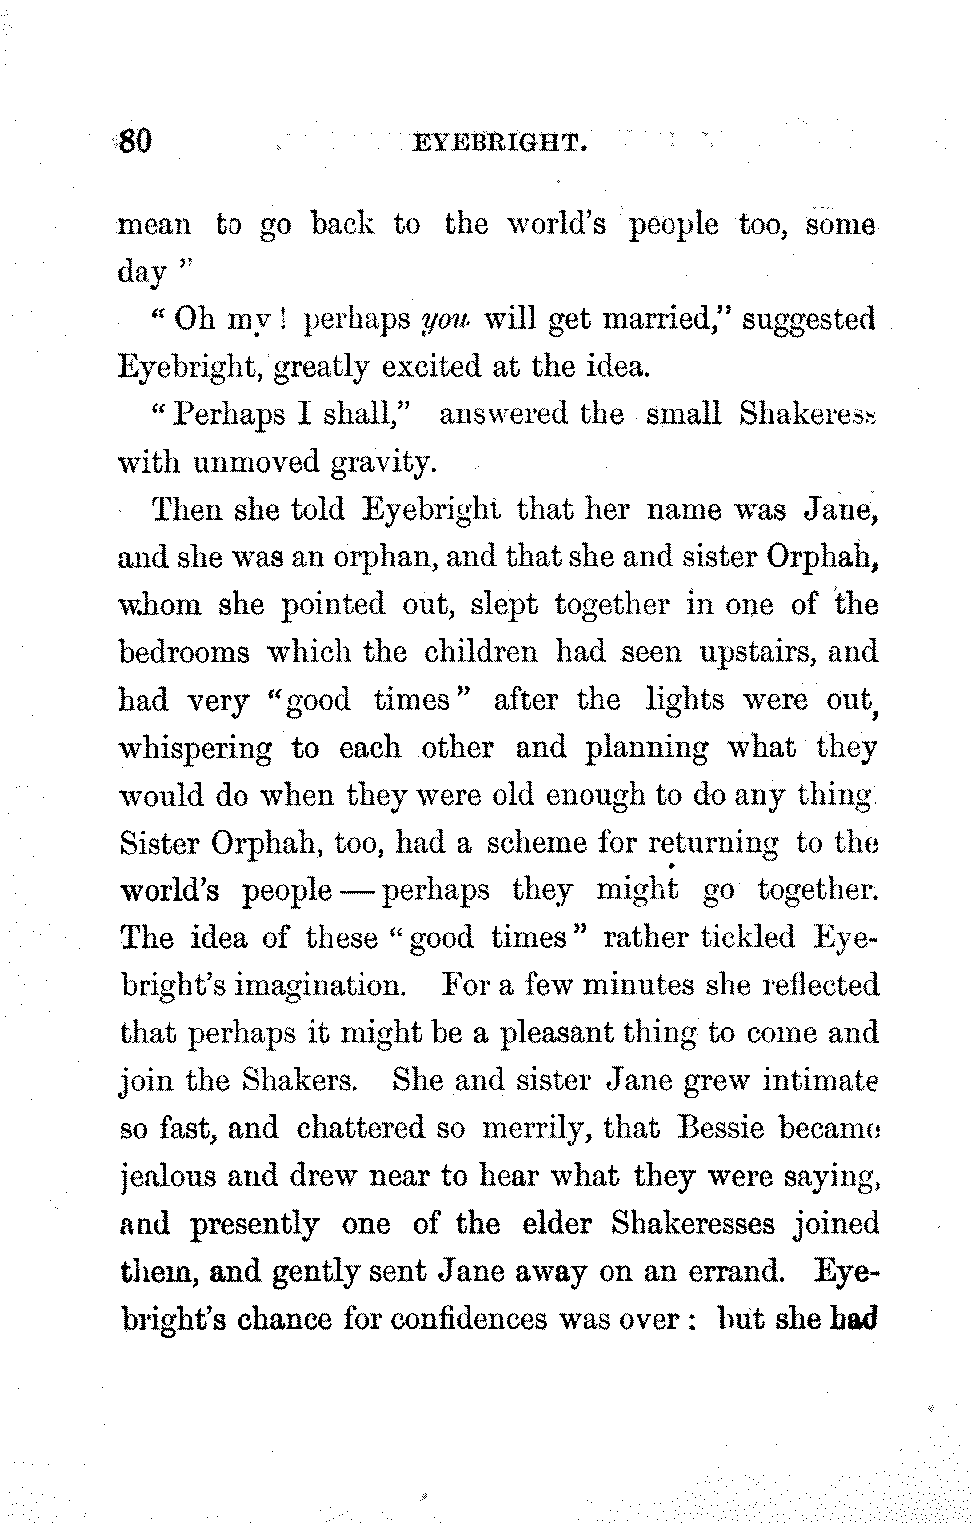 80 EYEBRIGHT.
mean to go back to the world's people too, some
day "
" Oh my! perhaps you will get married," suggested
Eyebright, greatly excited at the idea.
" Perhaps I shall," answered the small Shakeress
with unmoved gravity.
Then she told Eyebright that her name was Jane,
and she was an orphan, and that she and sister Orphah,
whom she pointed out, slept together in one of the
bedrooms which the children had seen upstairs, and
had very "good times" after the lights were out,
whispering to each other and planning what they
would do when they were old enough to do any thing
Sister Orphah, too, had a scheme for returning to the
world's people — perhaps they might go together.
The idea of these "good times" rather tickled Eye-
bright's imagination. For a few minutes she reflected
that perhaps it might be a pleasant thing to come and
join the Shakers. She and sister Jane grew intimate
so fast, and chattered so merrily, that Bessie became
jealous and drew near to hear what they were saying,
and presently one of the elder Shakeresses joined
them, and gently sent Jane away on an errand. Eye-
bright's chance for confidences was over: but she had